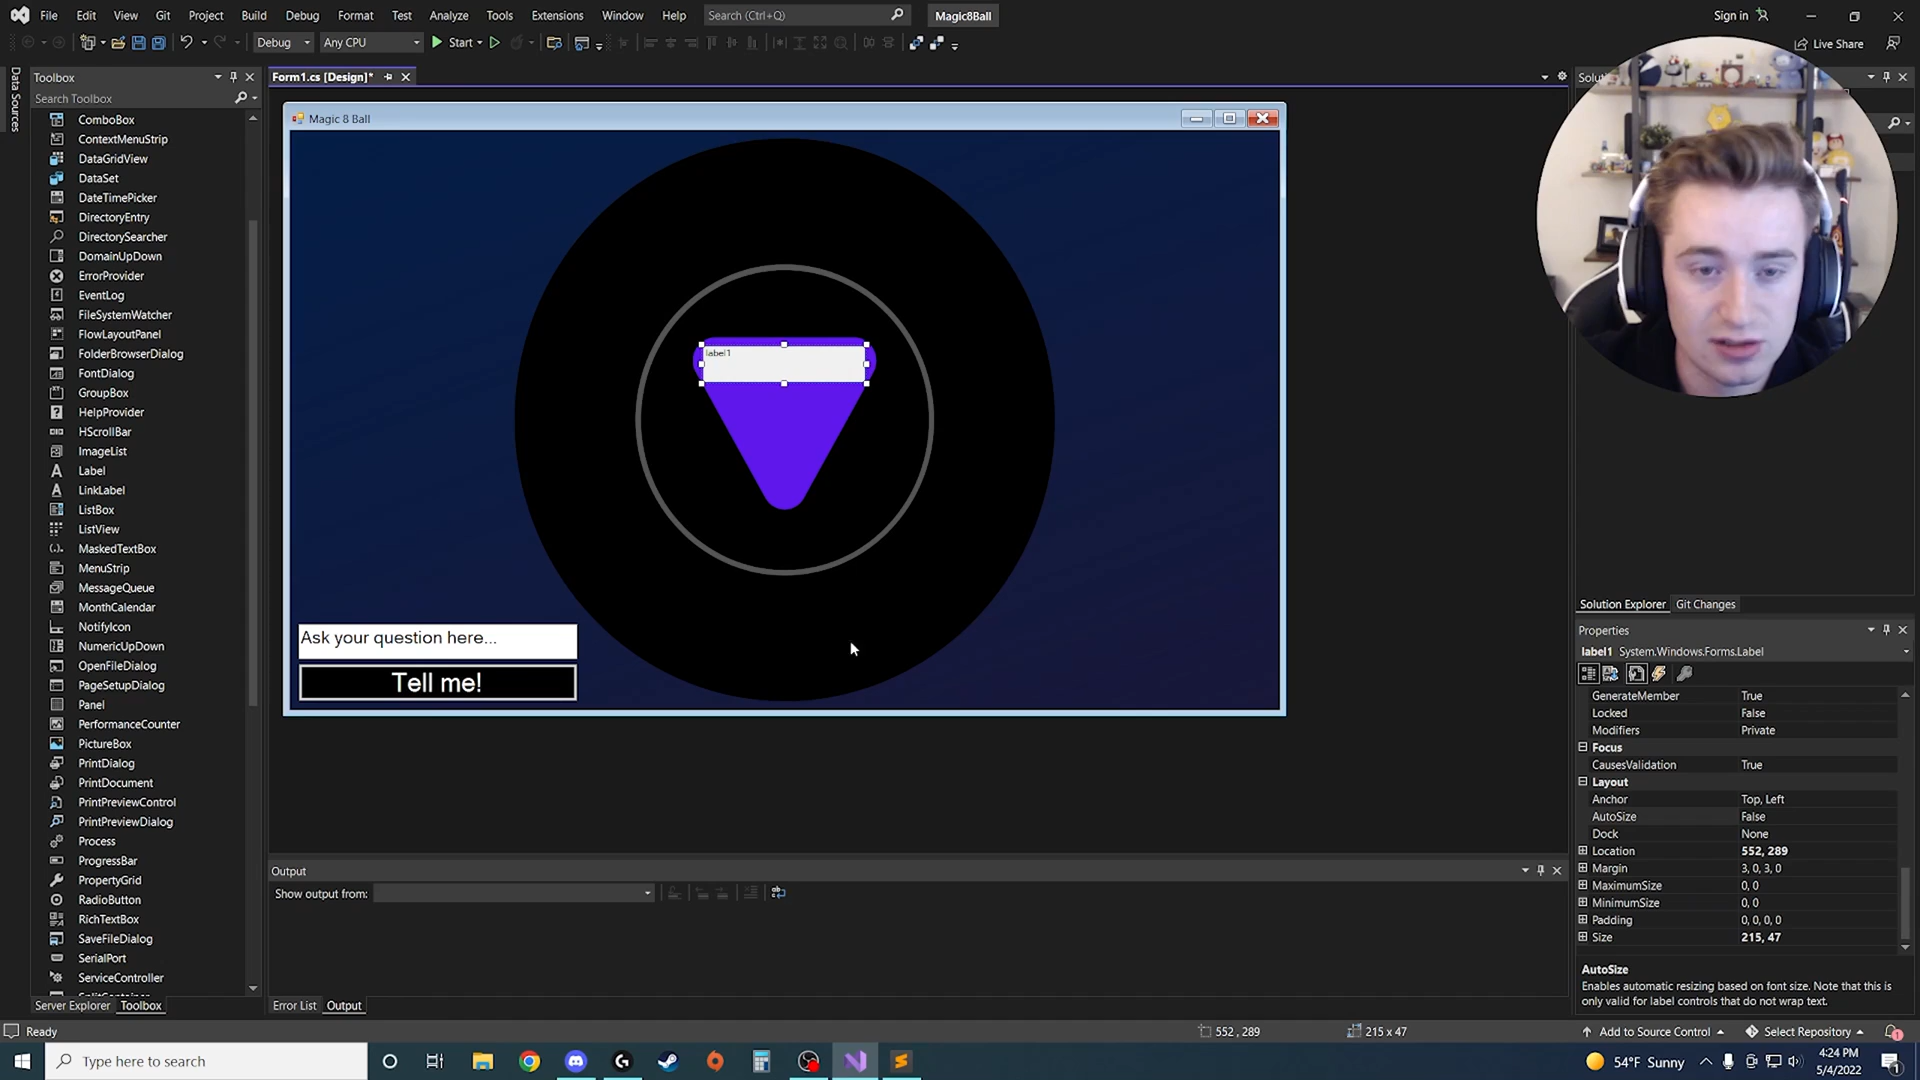 File Edit View Git Project Build Debug Format Test Analyze Tools Extensions Window Help Search (Ctrl+Q) Magic8Ball Sign in
Debug Any CPU Start Live Share
Data Sources
Toolbox
Search Toolbox
ComboBox
ContextMenuStrip
DataGridView
DataSet
DateTimePicker
DirectoryEntry
DirectorySearcher
DomainUpDown
ErrorProvider
EventLog
FileSystemWatcher
FlowLayoutPanel
FolderBrowserDialog
FontDialog
GroupBox
HelpProvider
HScrollBar
ImageList
Label
LinkLabel
ListBox
ListView
MaskedTextBox
MenuStrip
MessageQueue
MonthCalendar
NotifyIcon
NumericUpDown
OpenFileDialog
PageSetupDialog
Panel
PerformanceCounter
PictureBox
PrintDialog
PrintDocument
PrintPreviewControl
PrintPreviewDialog
Process
ProgressBar
PropertyGrid
RadioButton
RichTextBox
SaveFileDialog
SerialPort
ServiceController
Server Explorer Toolbox
Form1.cs [Design]*
Magic 8 Ball
label1
Ask your question here...
Tell me!
Output
Show output from:
Error List Output
Solution Explorer Git Changes
Properties
label1 System.Windows.Forms.Label
GenerateMember True
Locked False
Modifiers Private
Focus
CausesValidation True
Layout
Anchor Top, Left
AutoSize False
Dock None
Location 552, 289
Margin 3, 0, 3, 0
MaximumSize 0, 0
MinimumSize 0, 0
Padding 0, 0, 0, 0
Size 215, 47
AutoSize
Enables automatic resizing based on font size. Note that this is
only valid for label controls that do not wrap text.
Ready 552 , 289 215 x 47 Add to Source Control Select Repository 1
Type here to search 54°F Sunny 4:24 PM
5/4/2022 1